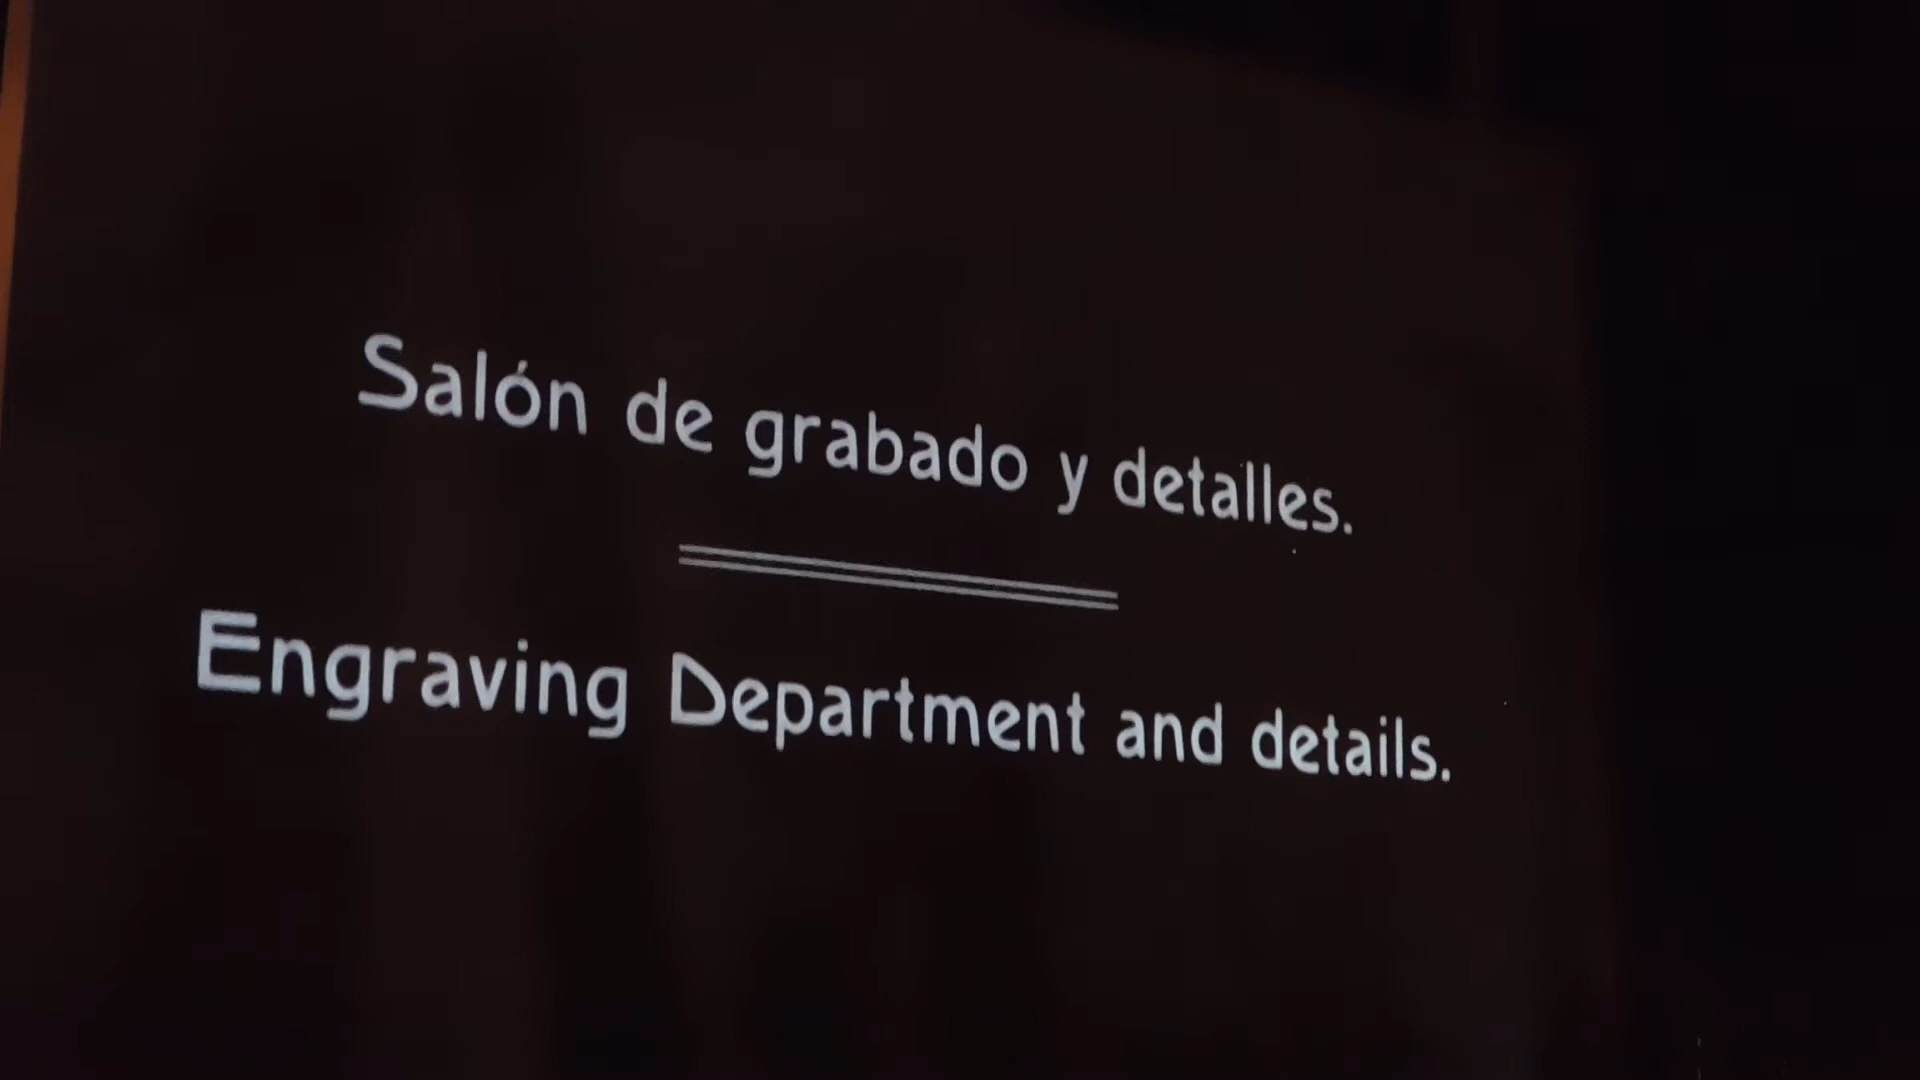 Salón de grabado y detalles.
Engraving Department and details.